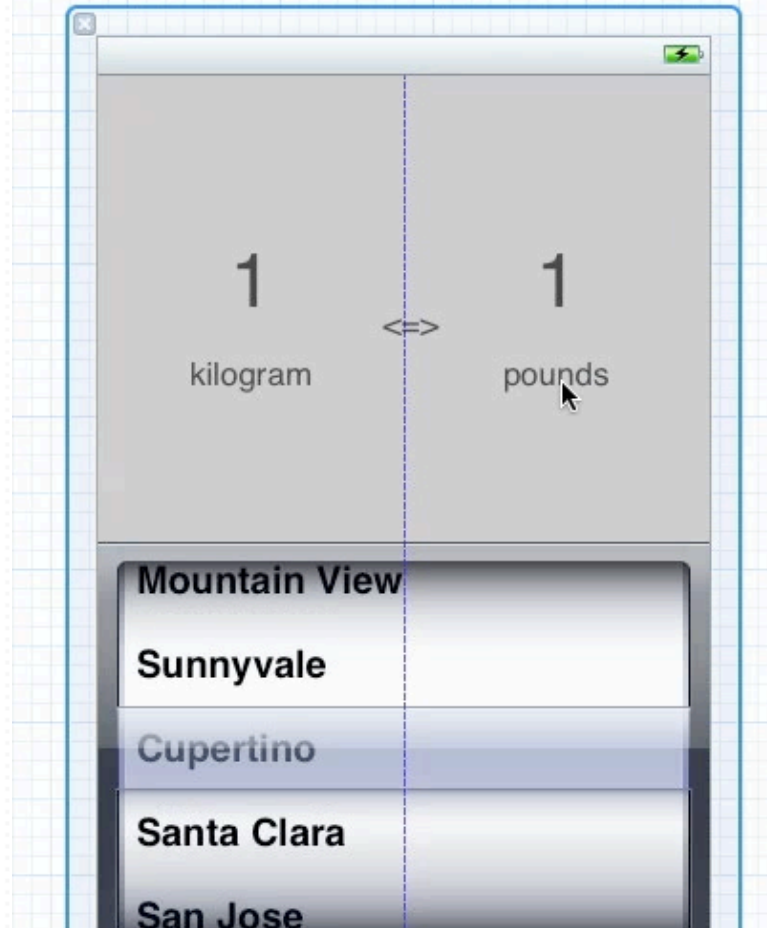 1 1
<=>
kilogram pounds
Mountain View
Sunnyvale
Cupertino
Santa Clara
San Jose